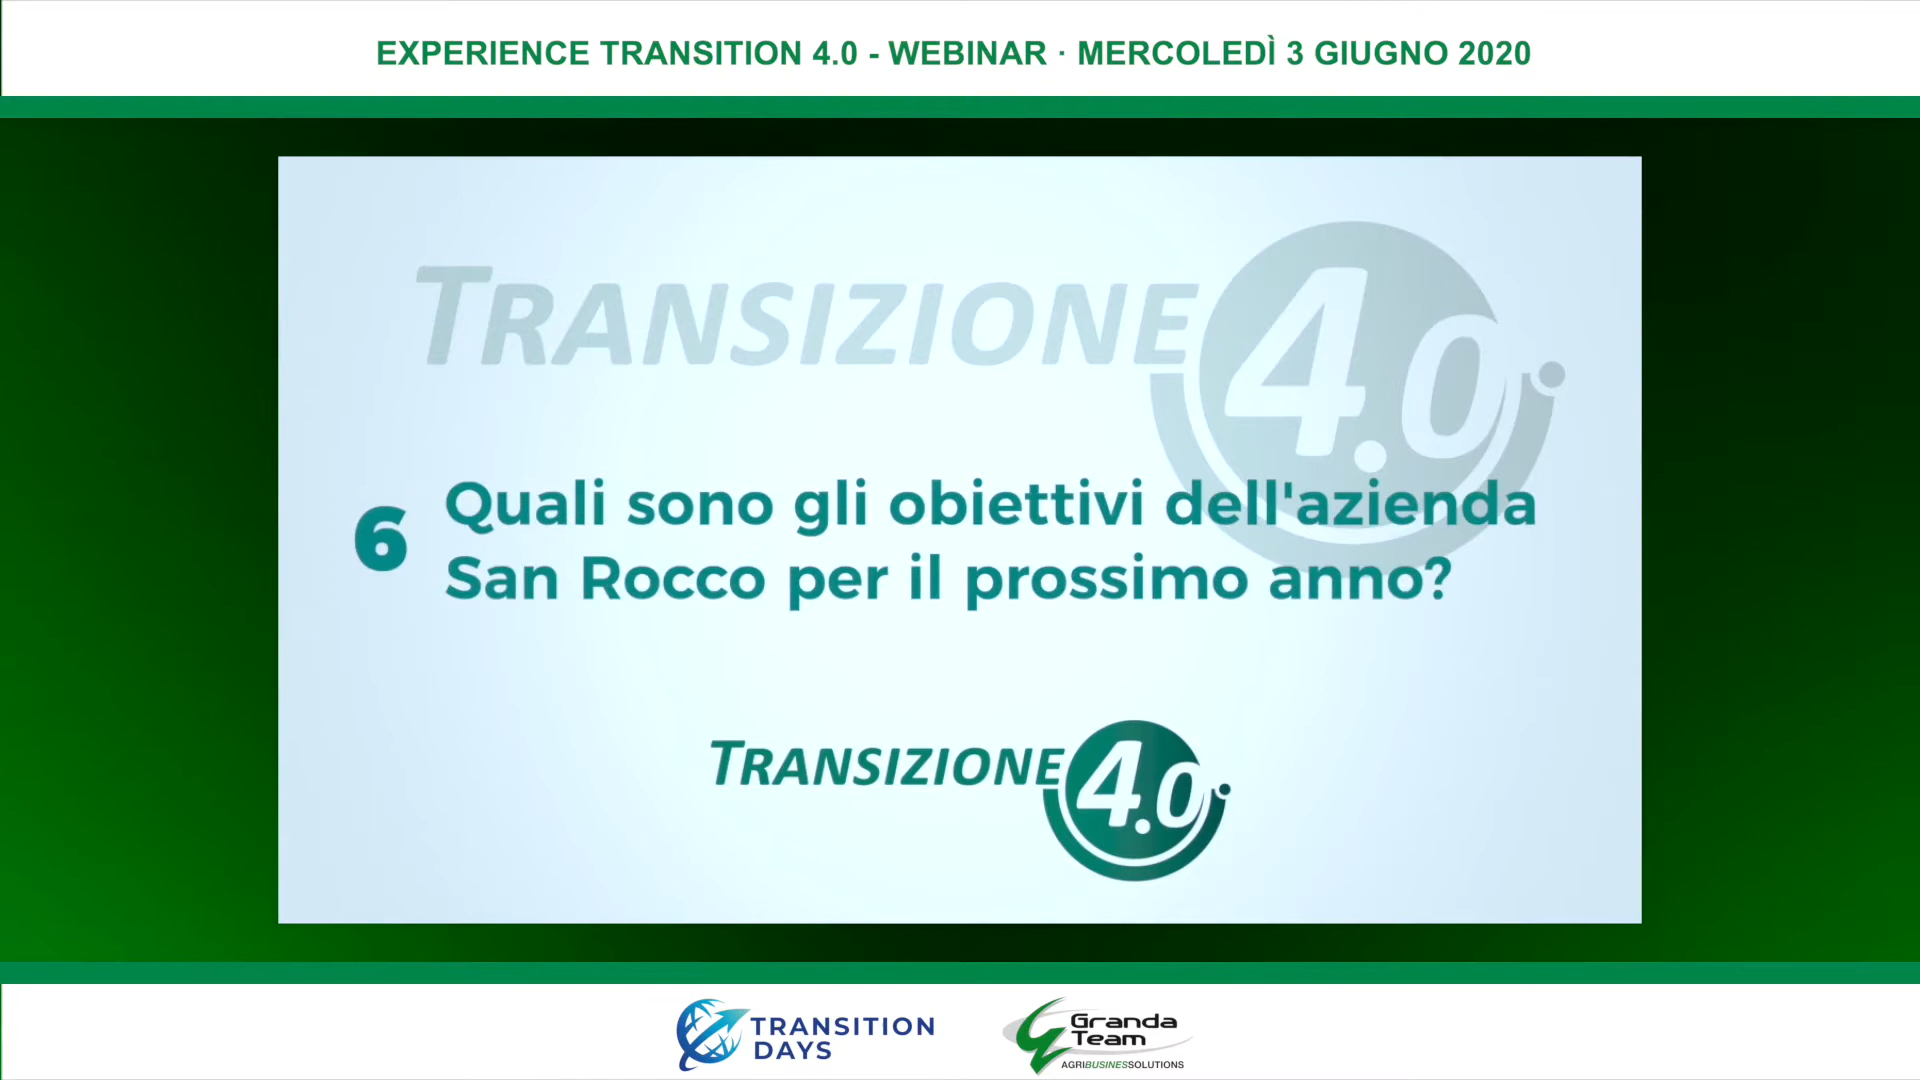 EXPERIENCE TRANSITION 4.0 - WEBINAR · MERCOLEDÌ 3 GIUGNO 2020
TRANSIZIONE 4.0
6 Quali sono gli obiettivi dell'azienda
San Rocco per il prossimo anno?
TRANSIZIONE 4.0
TRANSITION
DAYS
Granda
Team
AGRIBUSINESSOLUTIONS